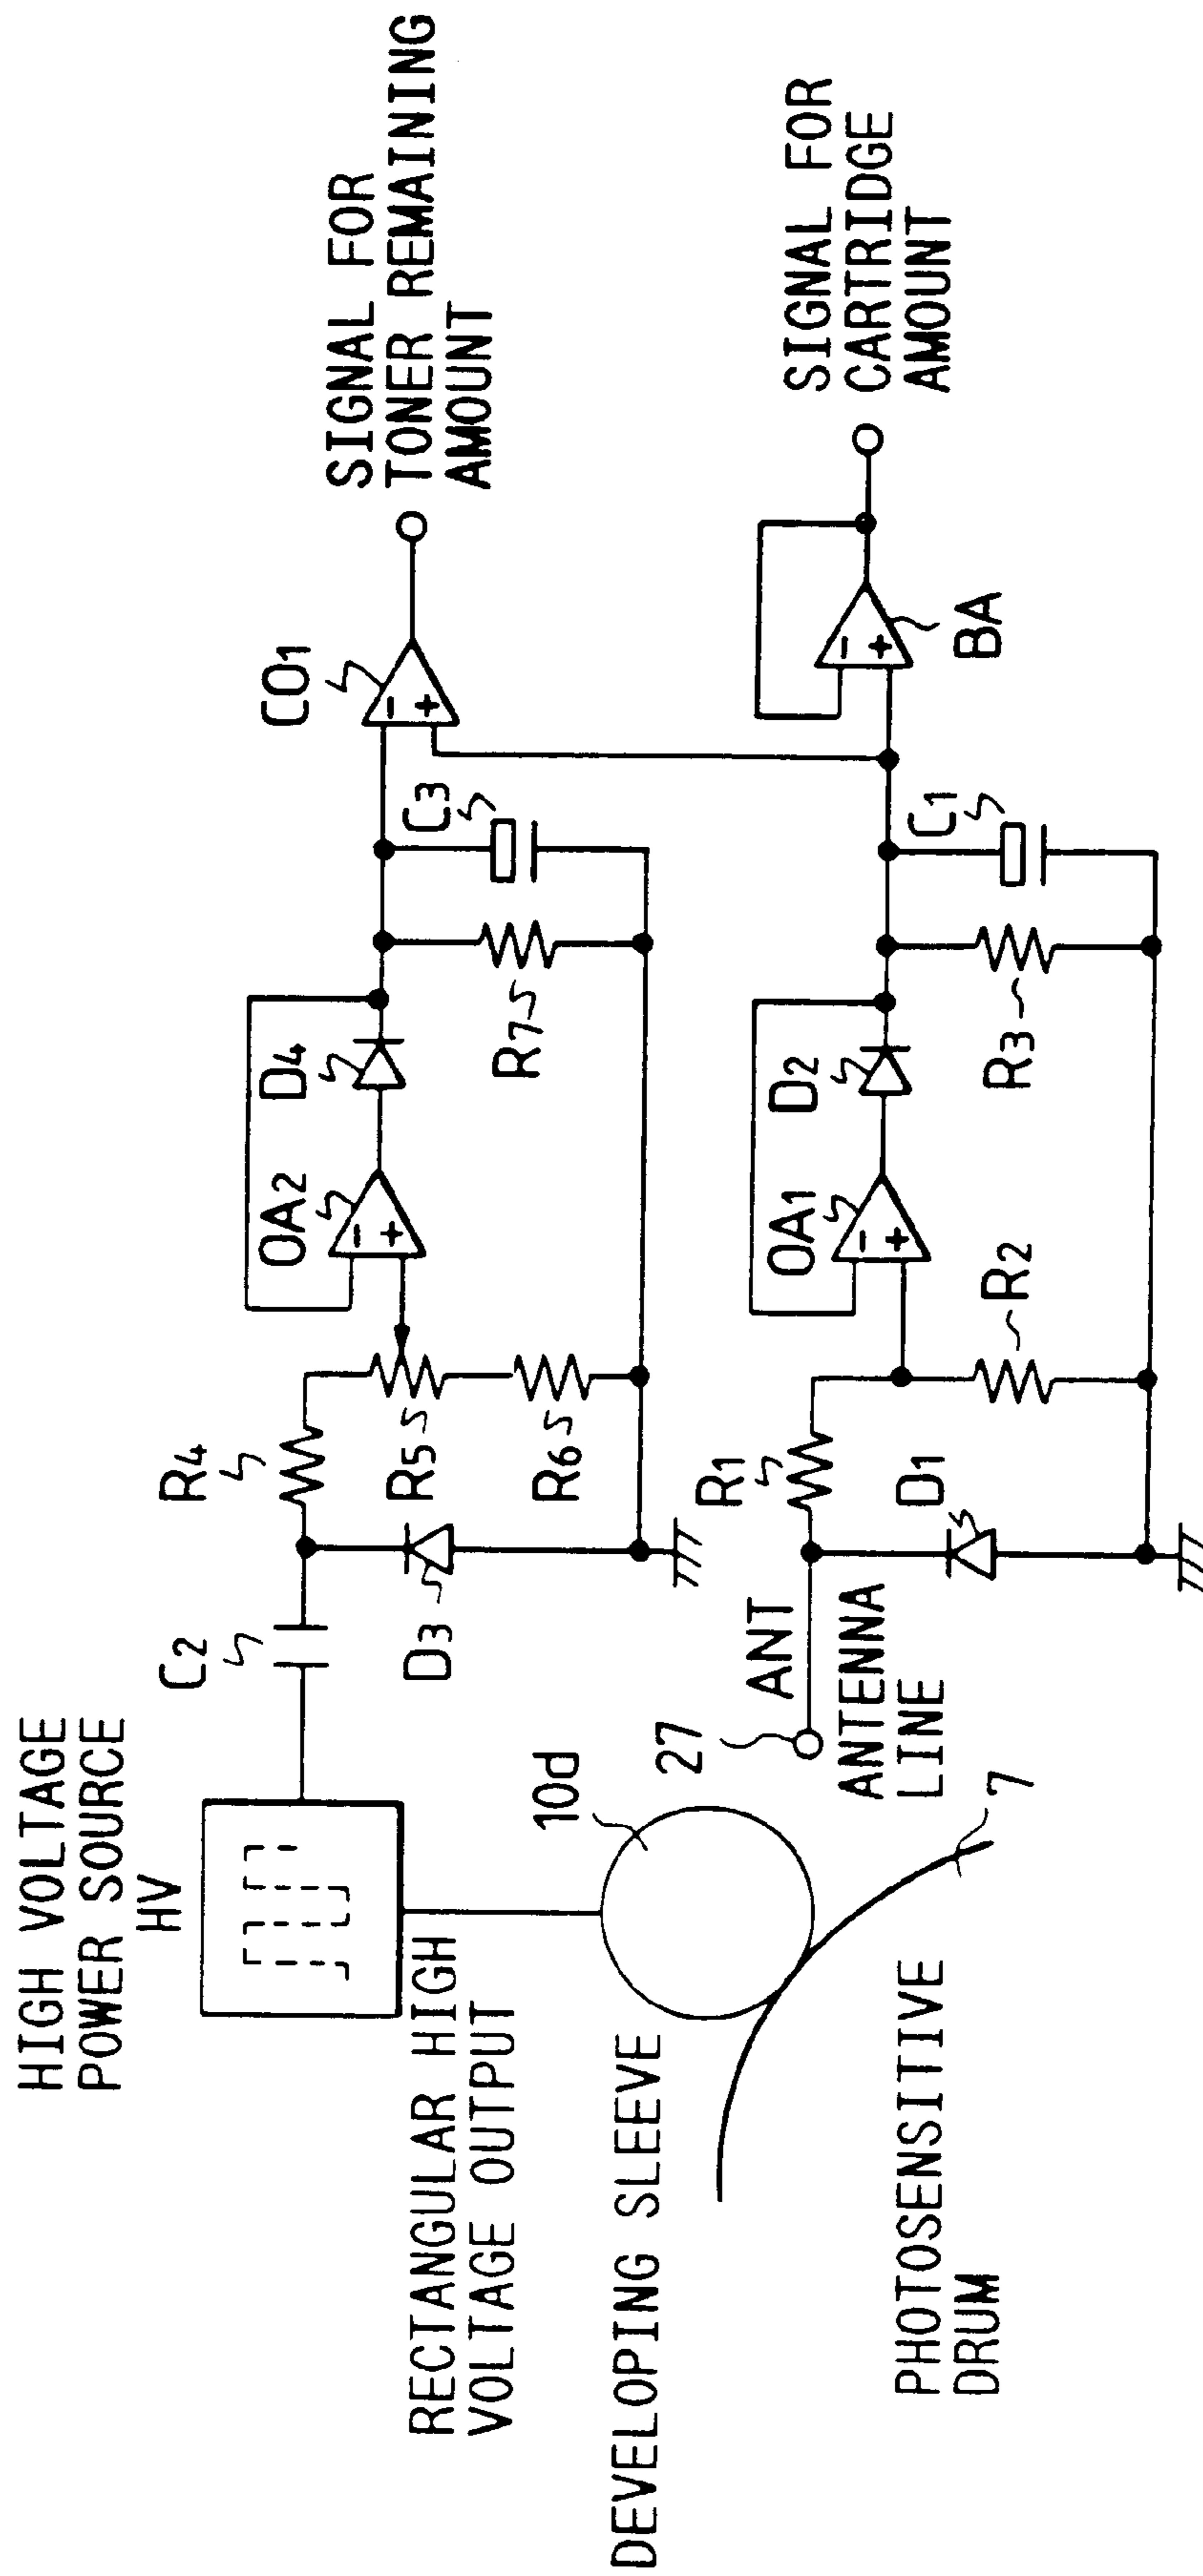 HIGH VOLTAGE
POWER SOURCE
HV
RECTANGULAR HIGH
VOLTAGE OUTPUT
DEVELOPING SLEEVE
PHOTOSENSITIVE
DRUM
10d
7
27
ANT
ANTENNA
LINE
C2
D3
R4
R5
R6
OA2
-
+
D4
R7
C3
CO1
-
+
SIGNAL FOR
TONER REMAINING
AMOUNT
R1
D1
R2
OA1
-
+
D2
R3
C1
-
+
BA
SIGNAL FOR
CARTRIDGE
AMOUNT